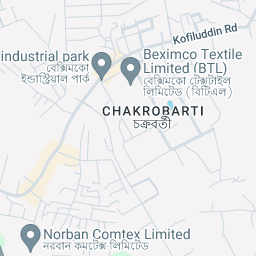 Kofiluddin Rd
industrial park
বেক্সিমকো
ইন্ডাস্ট্রিয়াল পার্ক
Beximco Textile
Limited (BTL)
বেক্সিমকো টেক্সটাইল
লিমিটেড (বিটিএল)
CHAKROBARTI
চক্রবর্তী
Norban Comtex Limited
নরবান কমটেক্স লিমিটেড